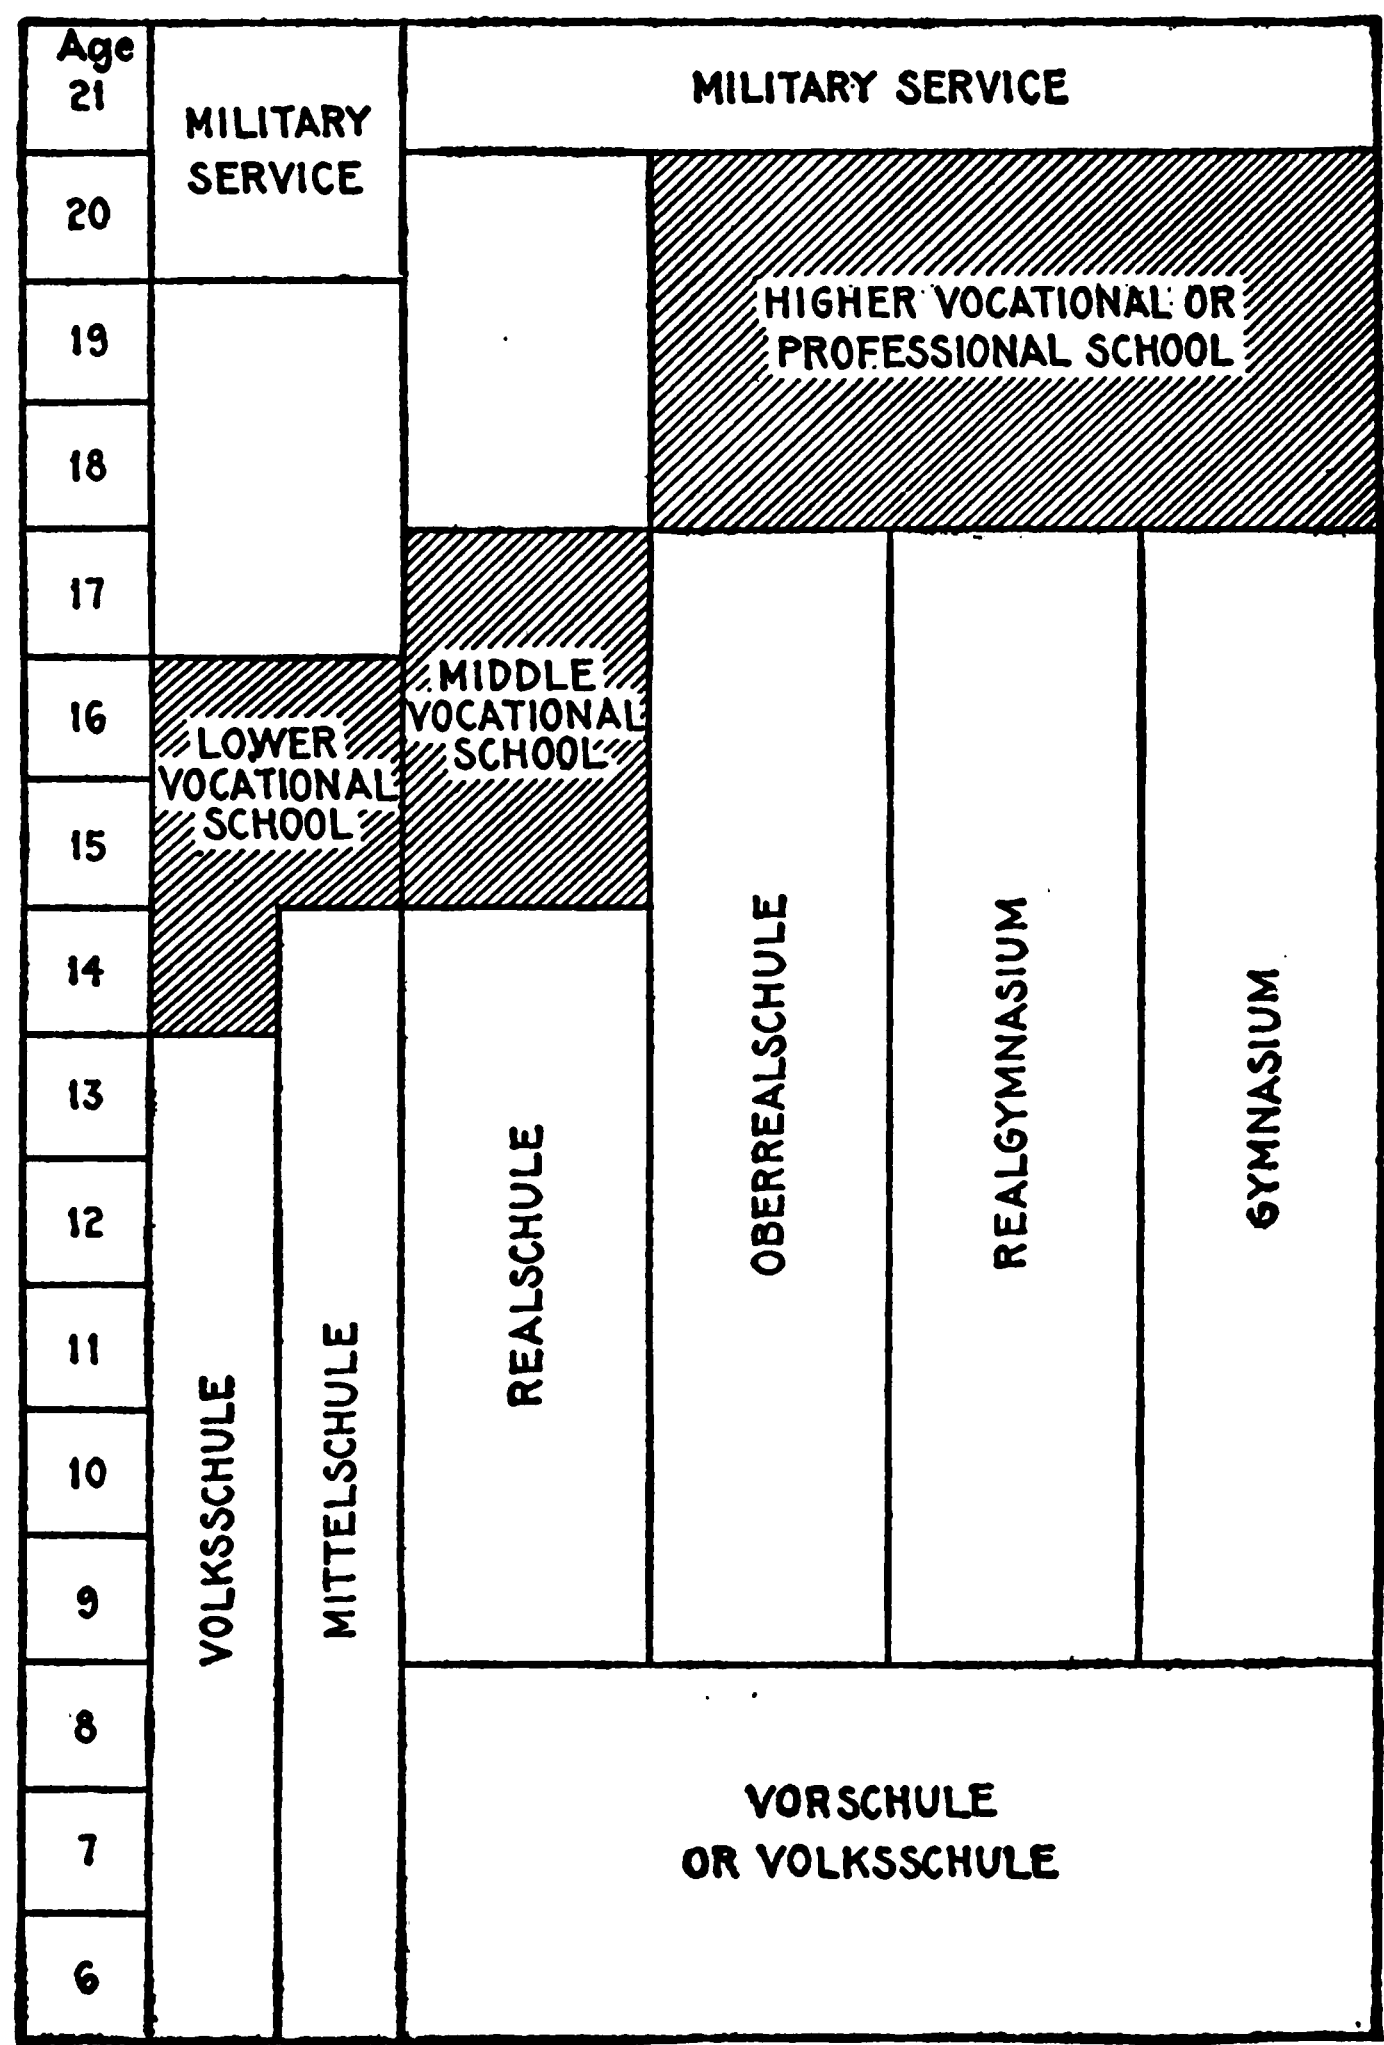 Age
21
20
19
18
17
16
15
14
13
12
11
10
9
8
7
6
MILITARY
SERVICE
MILITARY SERVICE
HIGHER VOCATIONAL OR
PROFESSIONAL SCHOOL
LOWER
VOCATIONAL
SCHOOL
MIDDLE
VOCATIONAL
SCHOOL
VOLKSSCHULE
MITTELSCHULE
REALSCHULE
OBERREALSCHULE
REALGYMNASIUM
GYMNASIUM
VORSCHULE
OR VOLKSSCHULE